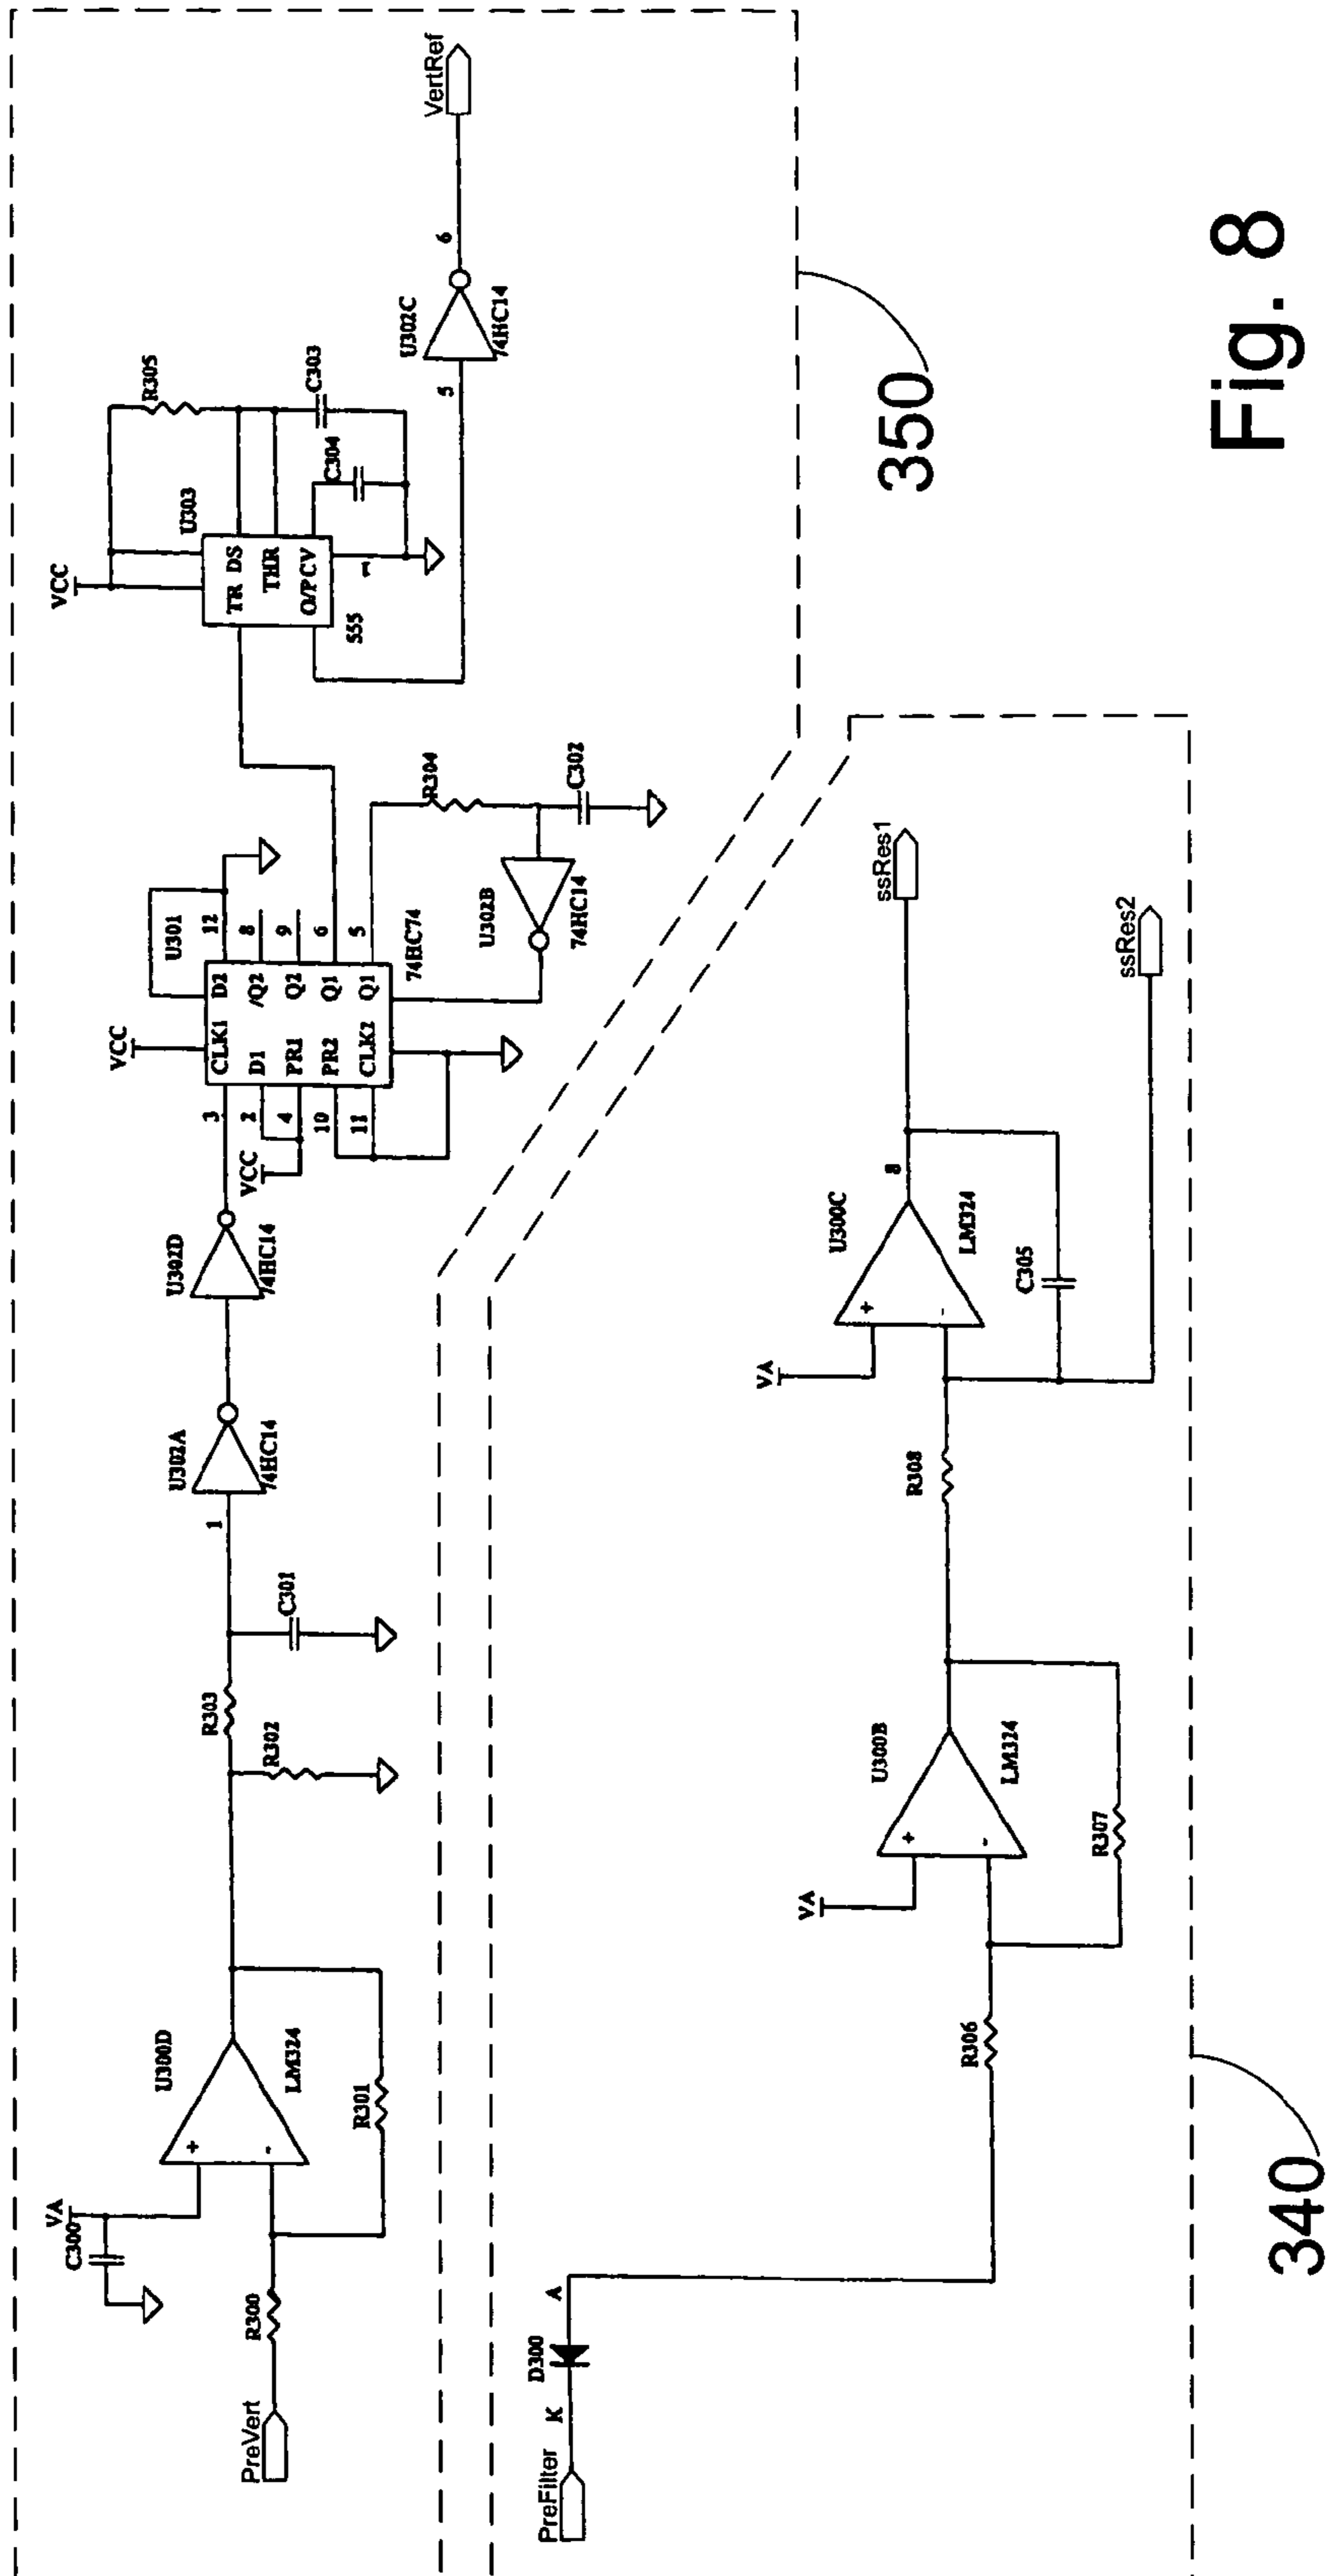 VA
C300
PreVert
R300
+
-
U300D
LM324
R301
R302
R303
C301
1
U302A
74HC14
U302D
74HC14
VCC
3
2
4
10
11
VCC
CLK1
D1
PR1
PR2
CLK2
D2
/Q2
Q2
Q1
Q1
U301
12
8
9
6
5
74HC74
U302B
74HC14
R304
C302
VCC
U303
TR DS
THR
O/PCV
555
1
R305
C304
C303
5
U302C
74HC14
6
VertRef
350
PreFilter
K
D300
A
R306
VA
+
-
U300B
LM324
R307
R308
VA
+
-
U300C
LM324
8
C305
ssRes1
ssRes2
340
Fig. 8